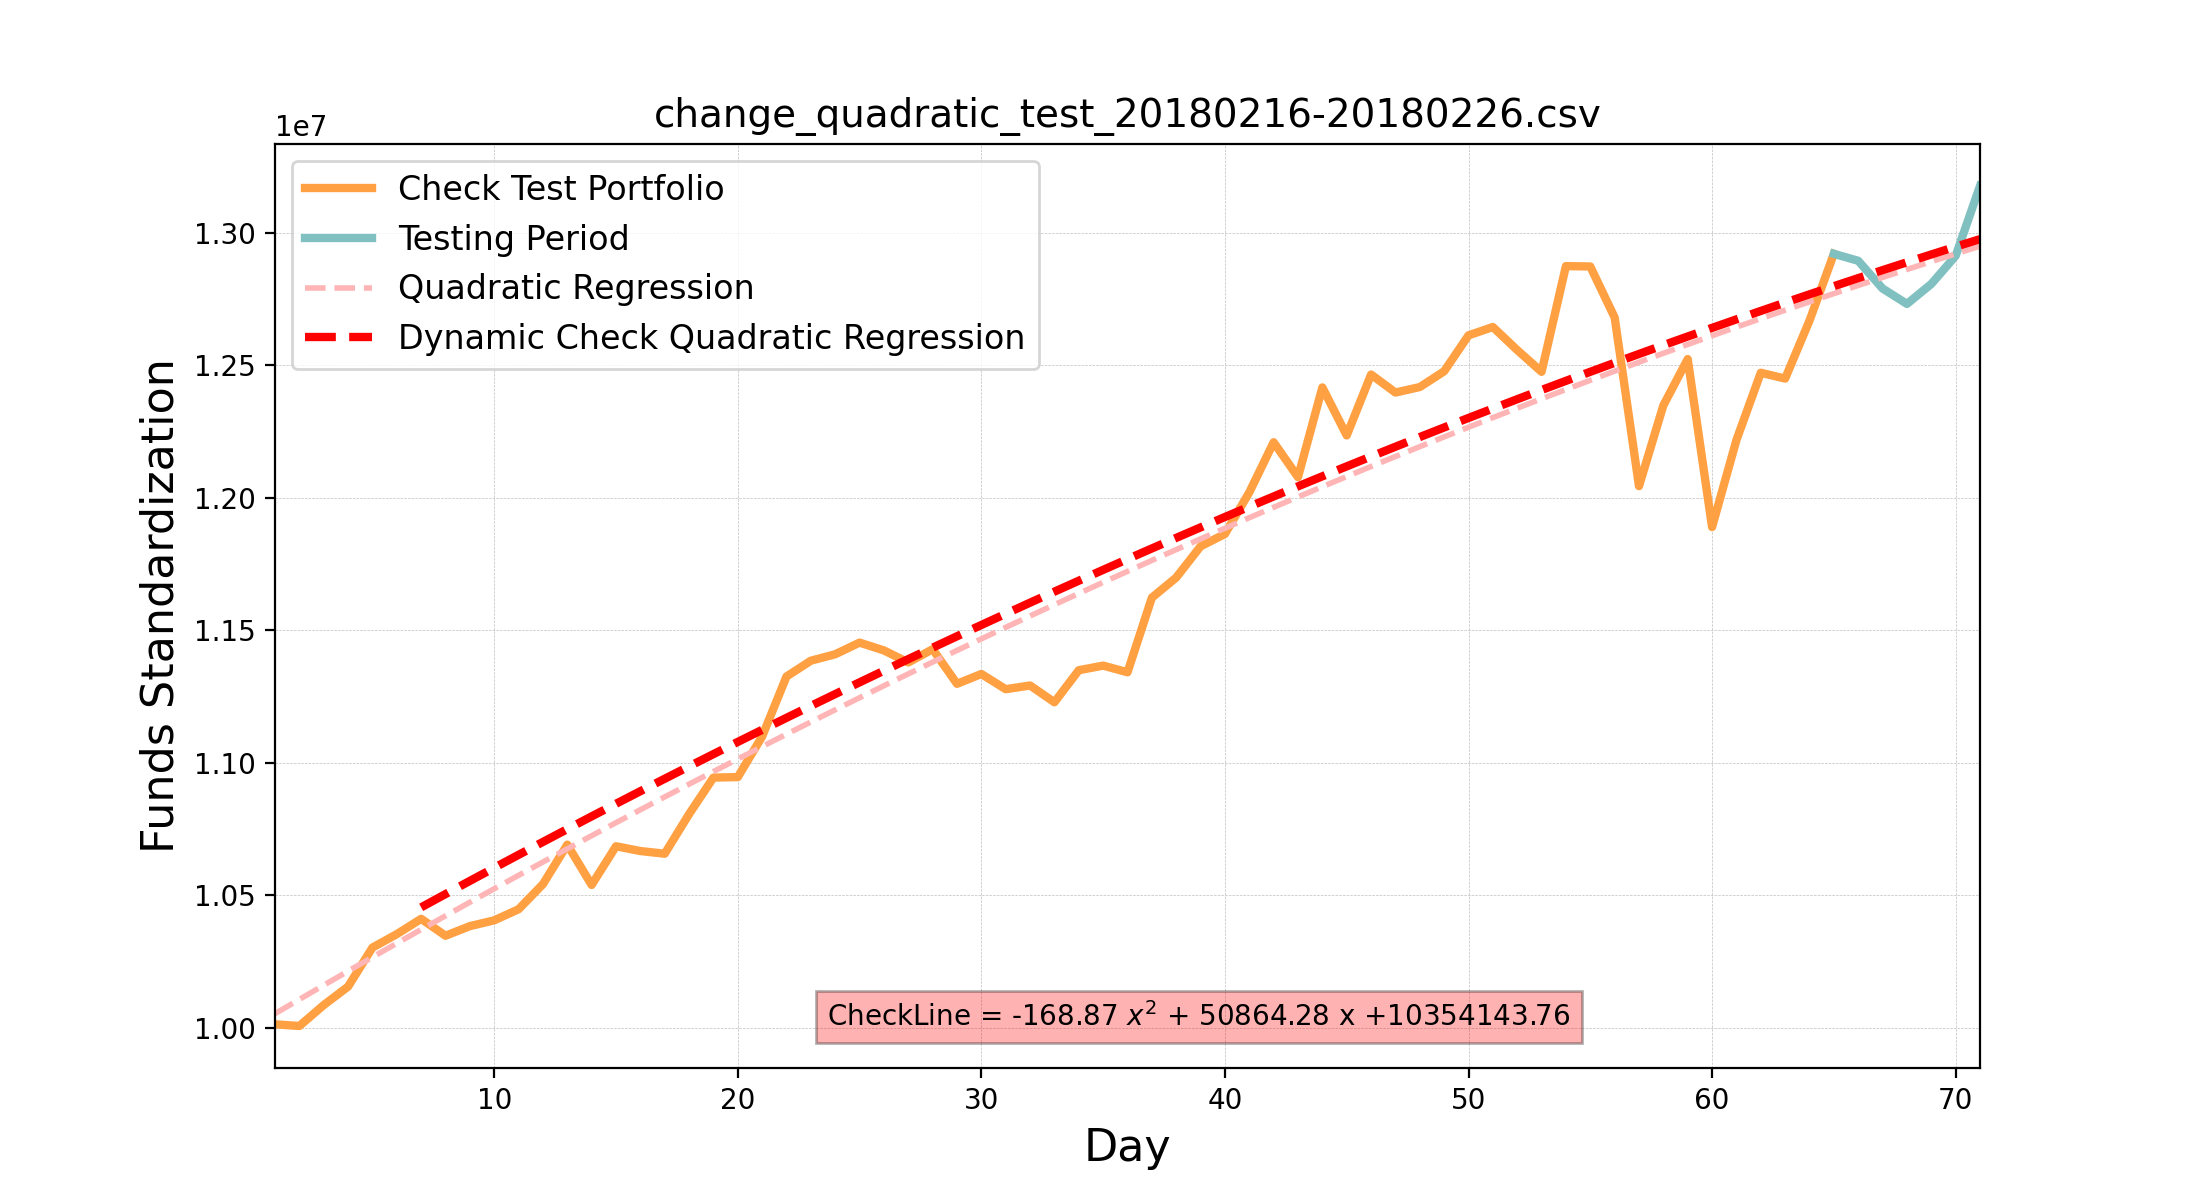 change_quadratic_test_20180216-20180226.csv
1e7
Check Test Portfolio
Testing Period
Quadratic Regression
Dynamic Check Quadratic Regression
1.30
1.25
1.20
1.15
1.10
1.05
1.00
Funds Standardization
CheckLine = -168.87 x² + 50864.28 x +10354143.76
10 20 30 40 50 60 70
Day